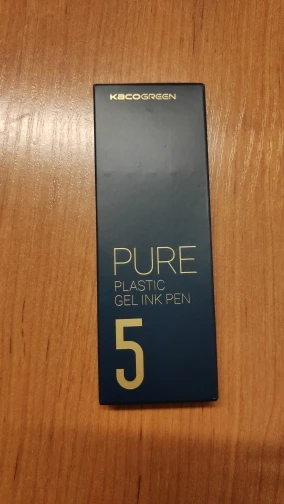 KACOGREEN
PURE
PLASTIC
GEL INK PEN
5